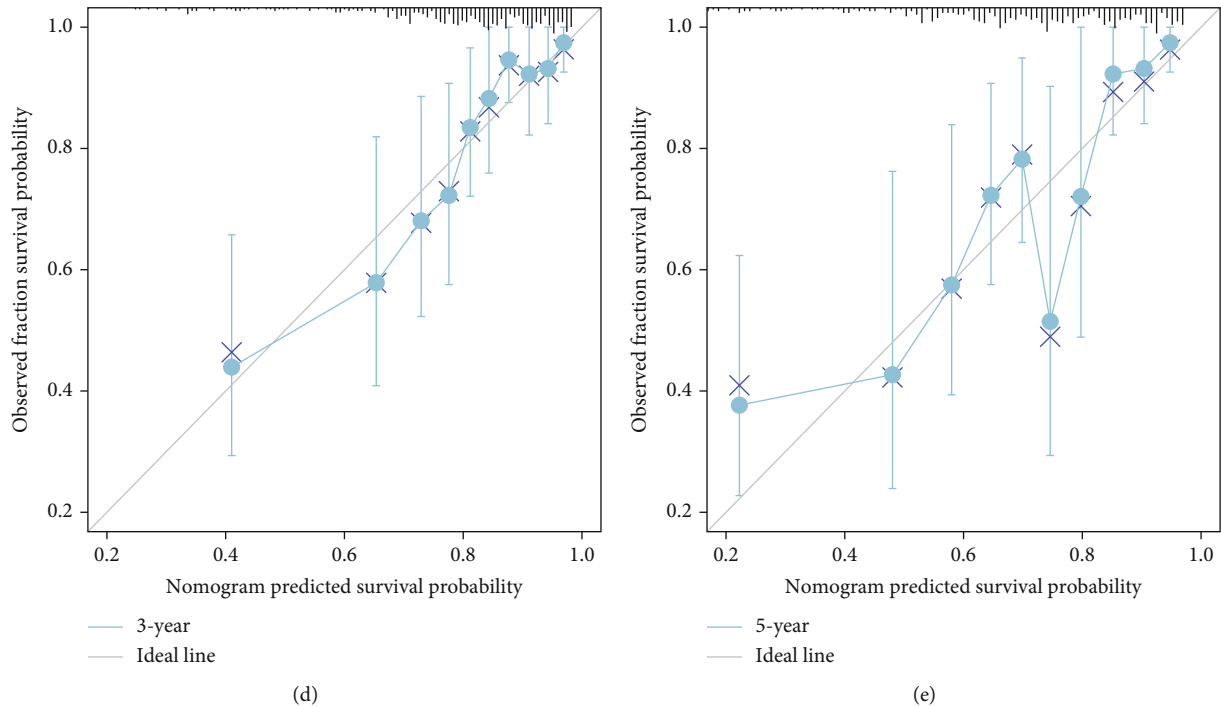 Observed fraction survival probability
1.0
0.8
0.6
0.4
0.2
0.2 0.4 0.6 0.8 1.0
Nomogram predicted survival probability
3-year
Ideal line
(d)
Observed fraction survival probability
1.0
0.8
0.6
0.4
0.2
0.2 0.4 0.6 0.8 1.0
Nomogram predicted survival probability
5-year
Ideal line
(e)